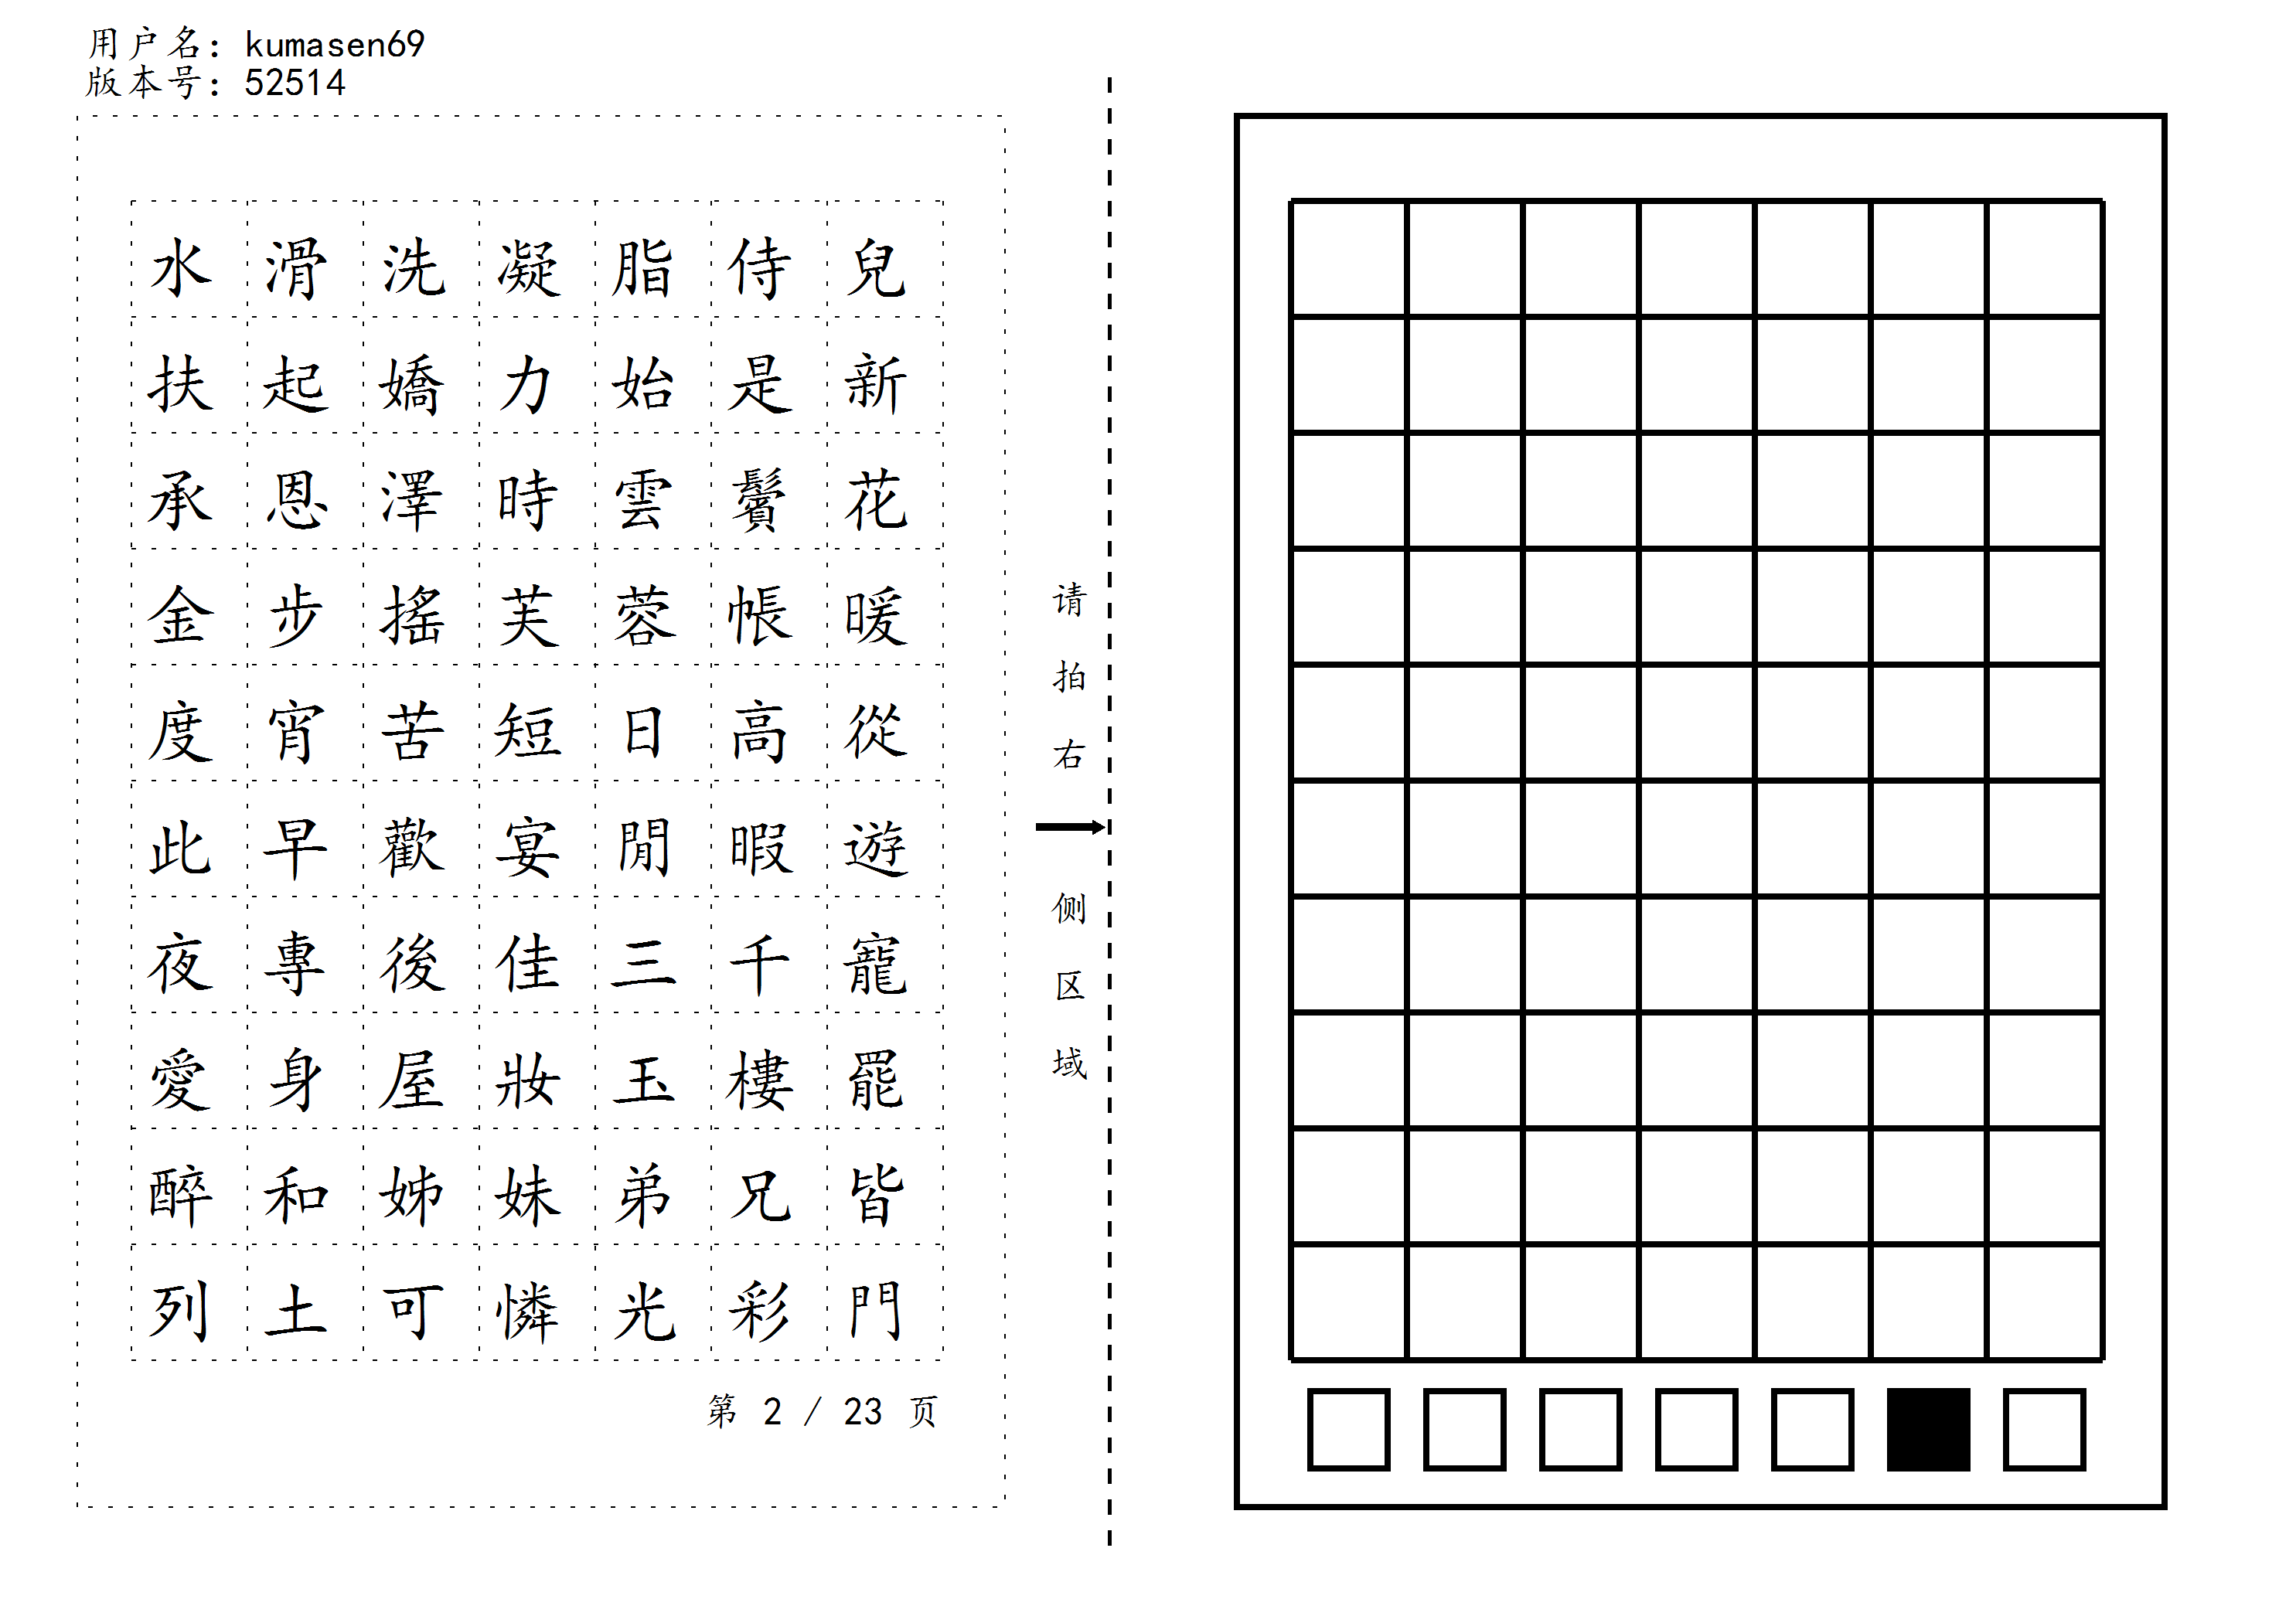 用户名: kumasen69
版本号: 52514
水滑洗凝脂侍兒
扶起嬌力始是新
承恩澤時雲鬢花
金步搖芙蓉帳暖
度宵苦短日高從
此早歡宴閒暇遊
夜專後佳三千寵
愛身屋妝玉樓罷
醉和姊妹弟兄皆
列土可憐光彩門
第 2 / 23 页
请拍右侧区域